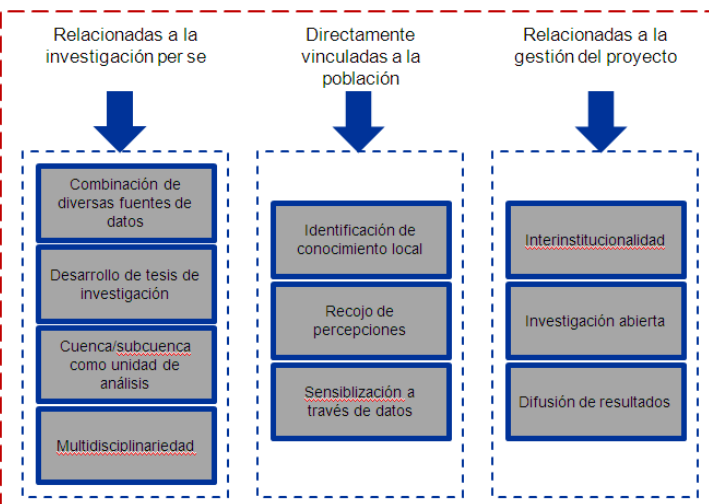 Relacionadas a la
investigación per se
Combinación de
diversas fuentes de
datos
Desarrollo de tesis de
investigación
Cuenca/subcuenca
como unidad de
análisis
Multidisciplinariedad
Directamente
vinculadas a la
población
Identificación de
conocimiento local
Recojo de
percepciones
Sensiblización a
través de datos
Relacionadas a la
gestión del proyecto
Interinstitucionalidad
Investigación abierta
Difusión de resultados